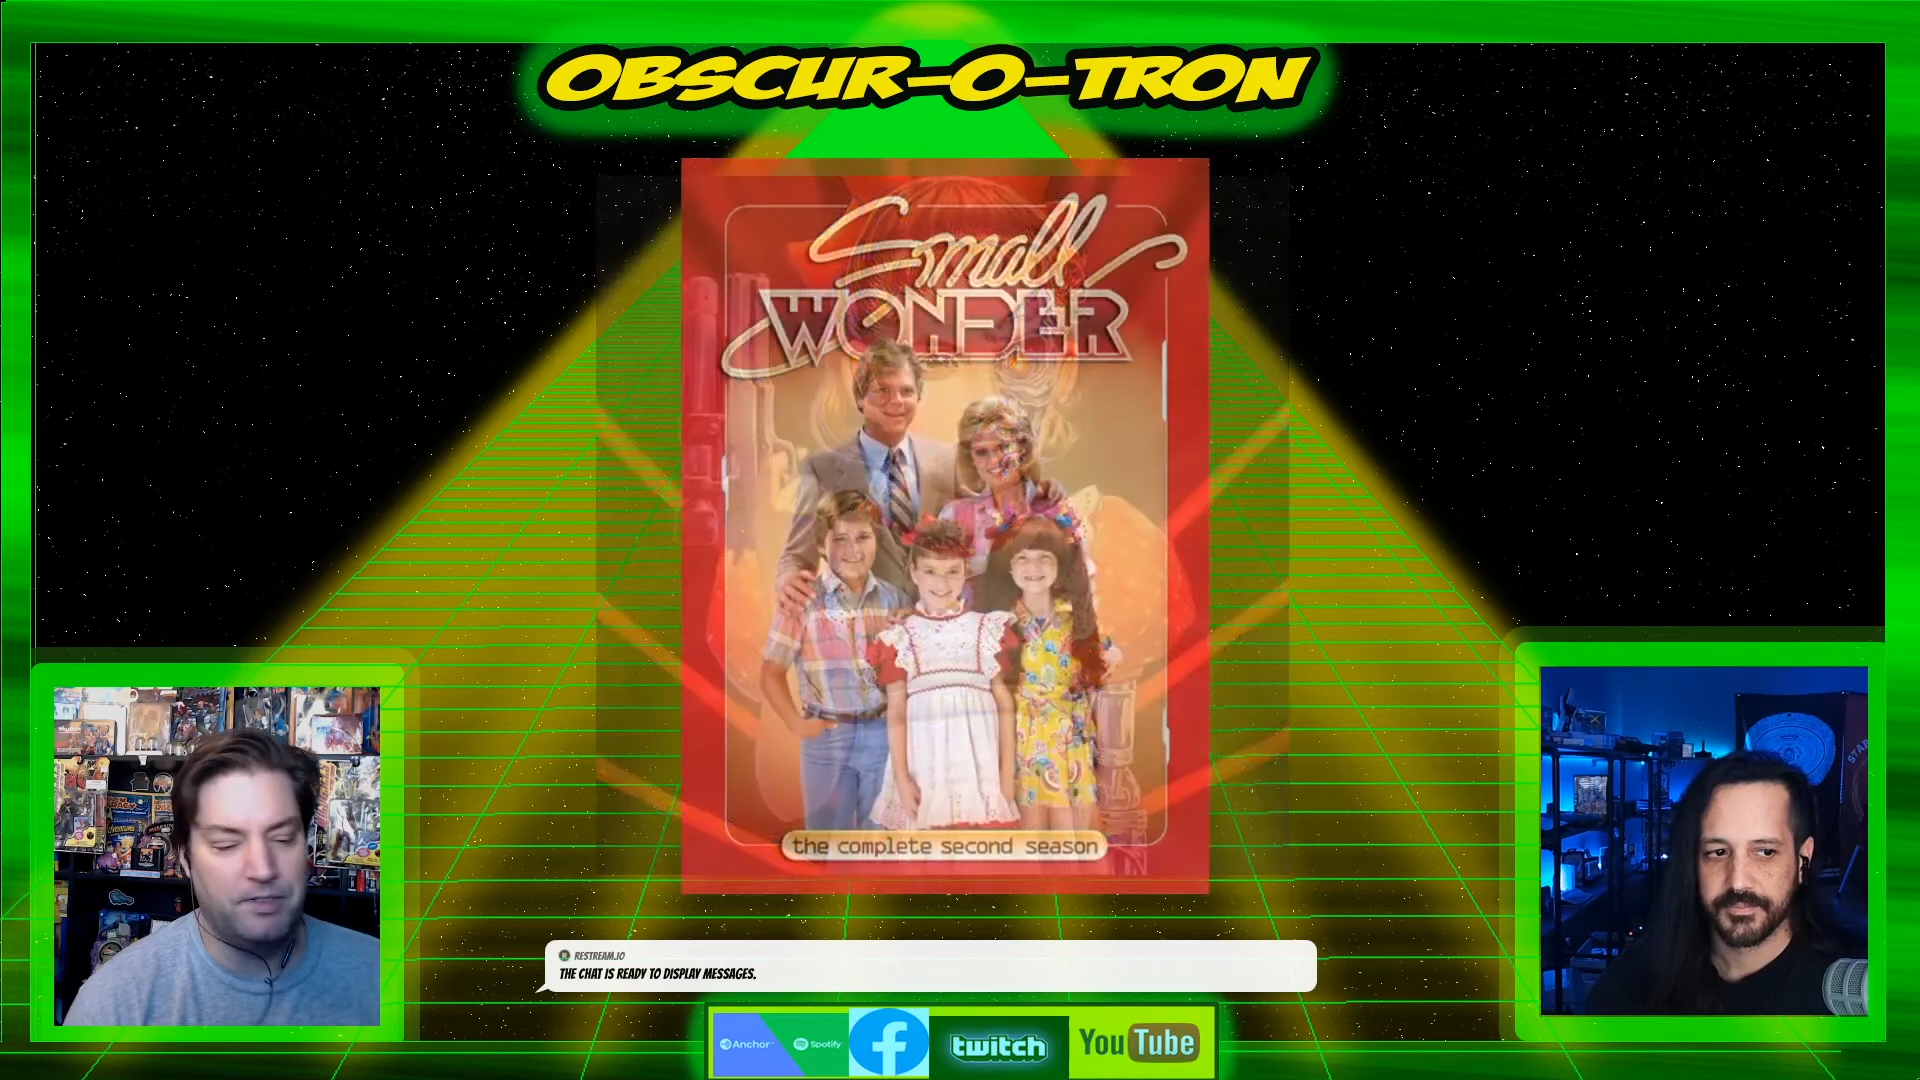 OBSCUR-O-TRON
Small
WONDER
the complete second season
STAR
RESTREAM.IO
THE CHAT IS READY TO DISPLAY MESSAGES.
Anchor
Spotify
twitch
YouTube